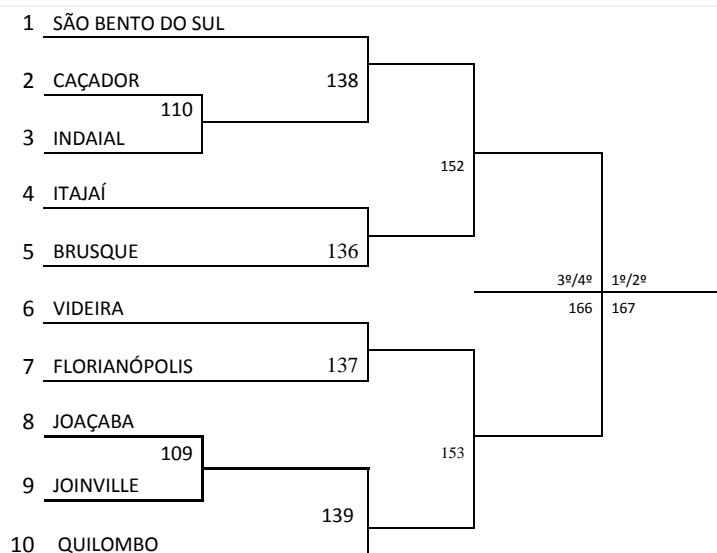 1 SÃO BENTO DO SUL
2 CAÇADOR 138
110
3 INDAIAL
152
4 ITAJAÍ
5 BRUSQUE 136
3º/4º 1º/2º
6 VIDEIRA 166 167
7 FLORIANÓPOLIS 137
8 JOAÇABA
109 153
9 JOINVILLE
139
10 QUILOMBO